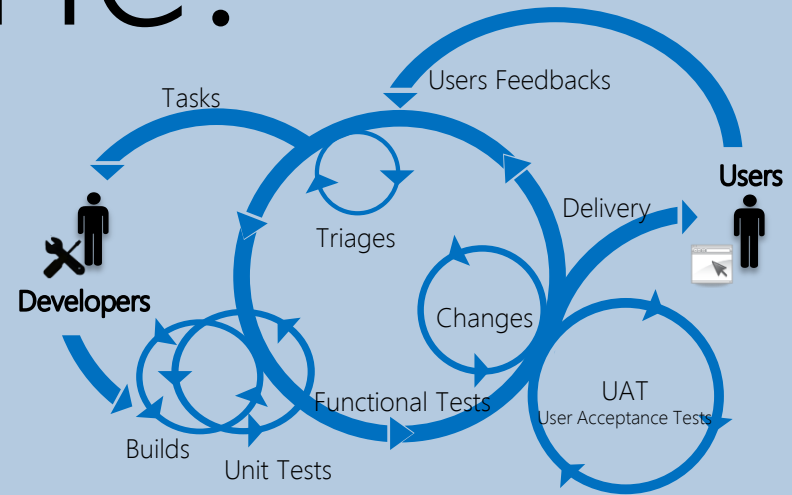 Users Feedbacks
Tasks
Users
Delivery
Triages
Developers
Changes
UAT
Functional Tests
User Acceptance Tests
Builds
Unit Tests